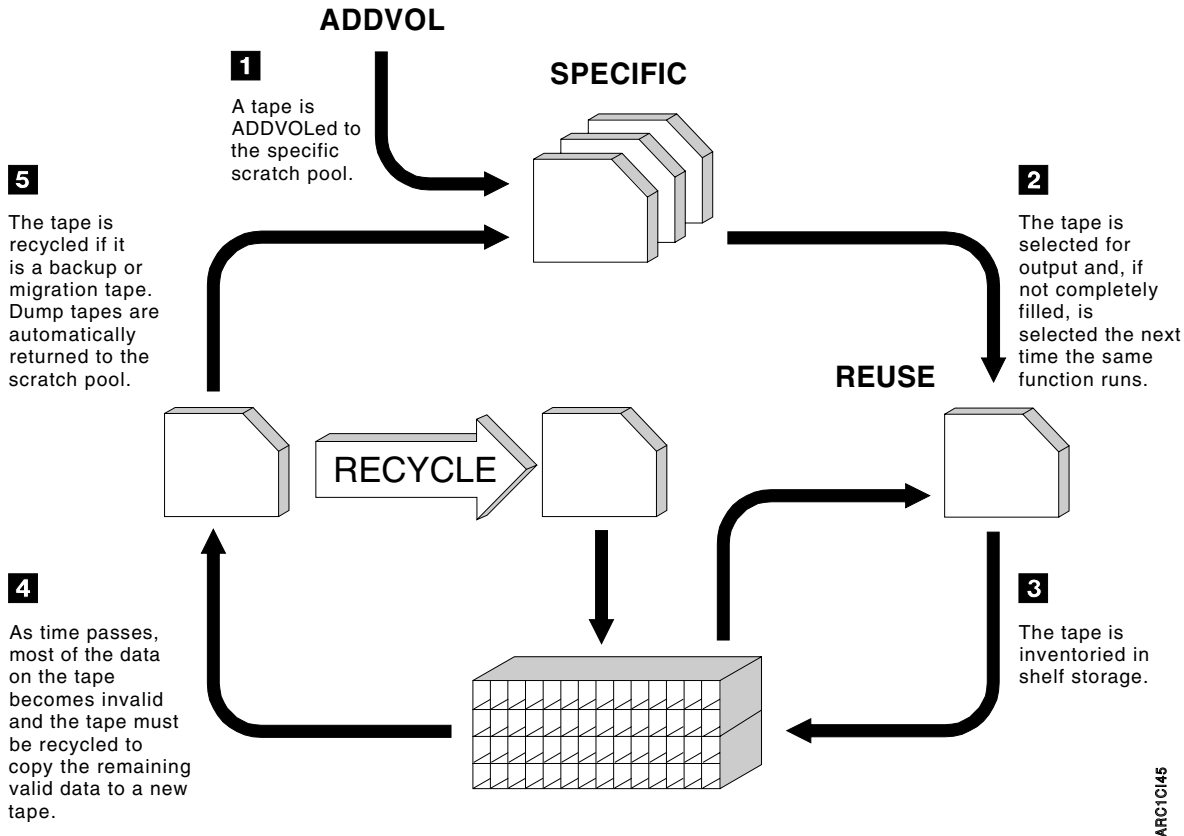 ADDVOL
1
A tape is
ADDVOLed to
the specific
scratch pool.
SPECIFIC
2
The tape is
selected for
output and, if
not completely
filled, is
selected the next
time the same
function runs.
REUSE
3
The tape is
inventoried in
shelf storage.
4
As time passes,
most of the data
on the tape
becomes invalid
and the tape must
be recycled to
copy the remaining
valid data to a new
tape.
5
The tape is
recycled if it
is a backup or
migration tape.
Dump tapes are
automatically
returned to the
scratch pool.
RECYCLE
ARC1CI45